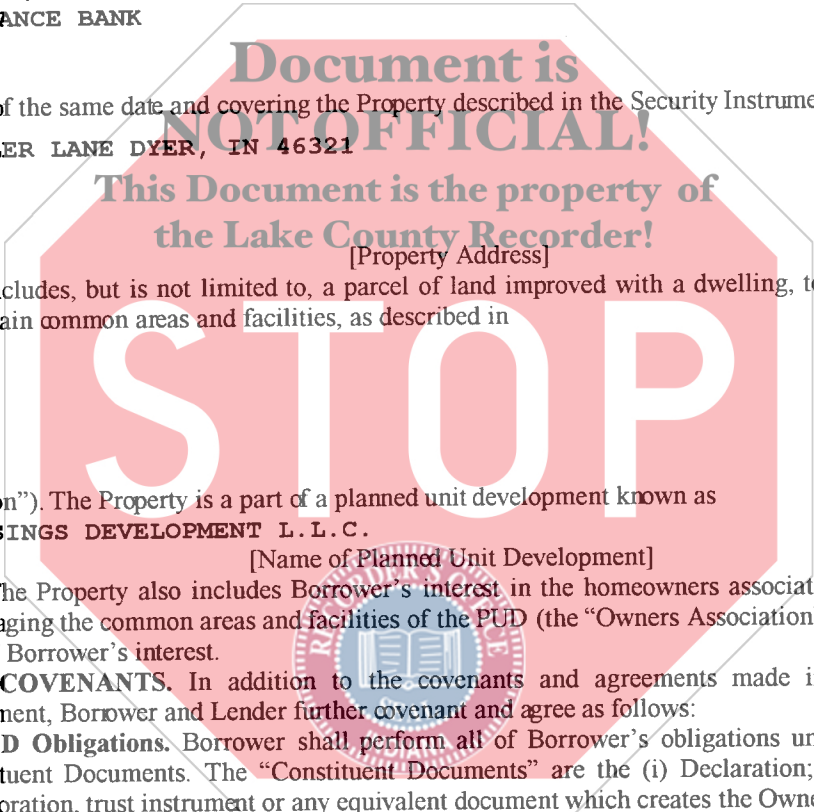 ANCE BANK
Document is
of the same date and covering the Property described in the Security Instrume
NOT OFFICIAL!
ER LANE DYER, IN 46321
This Document is the property of
the Lake County Recorder!
[Property Address]
cludes, but is not limited to, a parcel of land improved with a dwelling, t
ain common areas and facilities, as described in
STOP
on”). The Property is a part of a planned unit development known as
SINGS DEVELOPMENT L.L.C.
[Name of Planned Unit Development]
The Property also includes Borrower’s interest in the homeowners associat
aging the common areas and facilities of the PUD (the “Owners Association
Borrower’s interest.
RECORDER'S OFFICE
COVENANTS. In addition to the covenants and agreements made i
ment, Borrower and Lender further covenant and agree as follows:
D Obligations. Borrower shall perform all of Borrower’s obligations un
tuent Documents. The “Constituent Documents” are the (i) Declaration;
oration, trust instrument or any equivalent document which creates the Owne